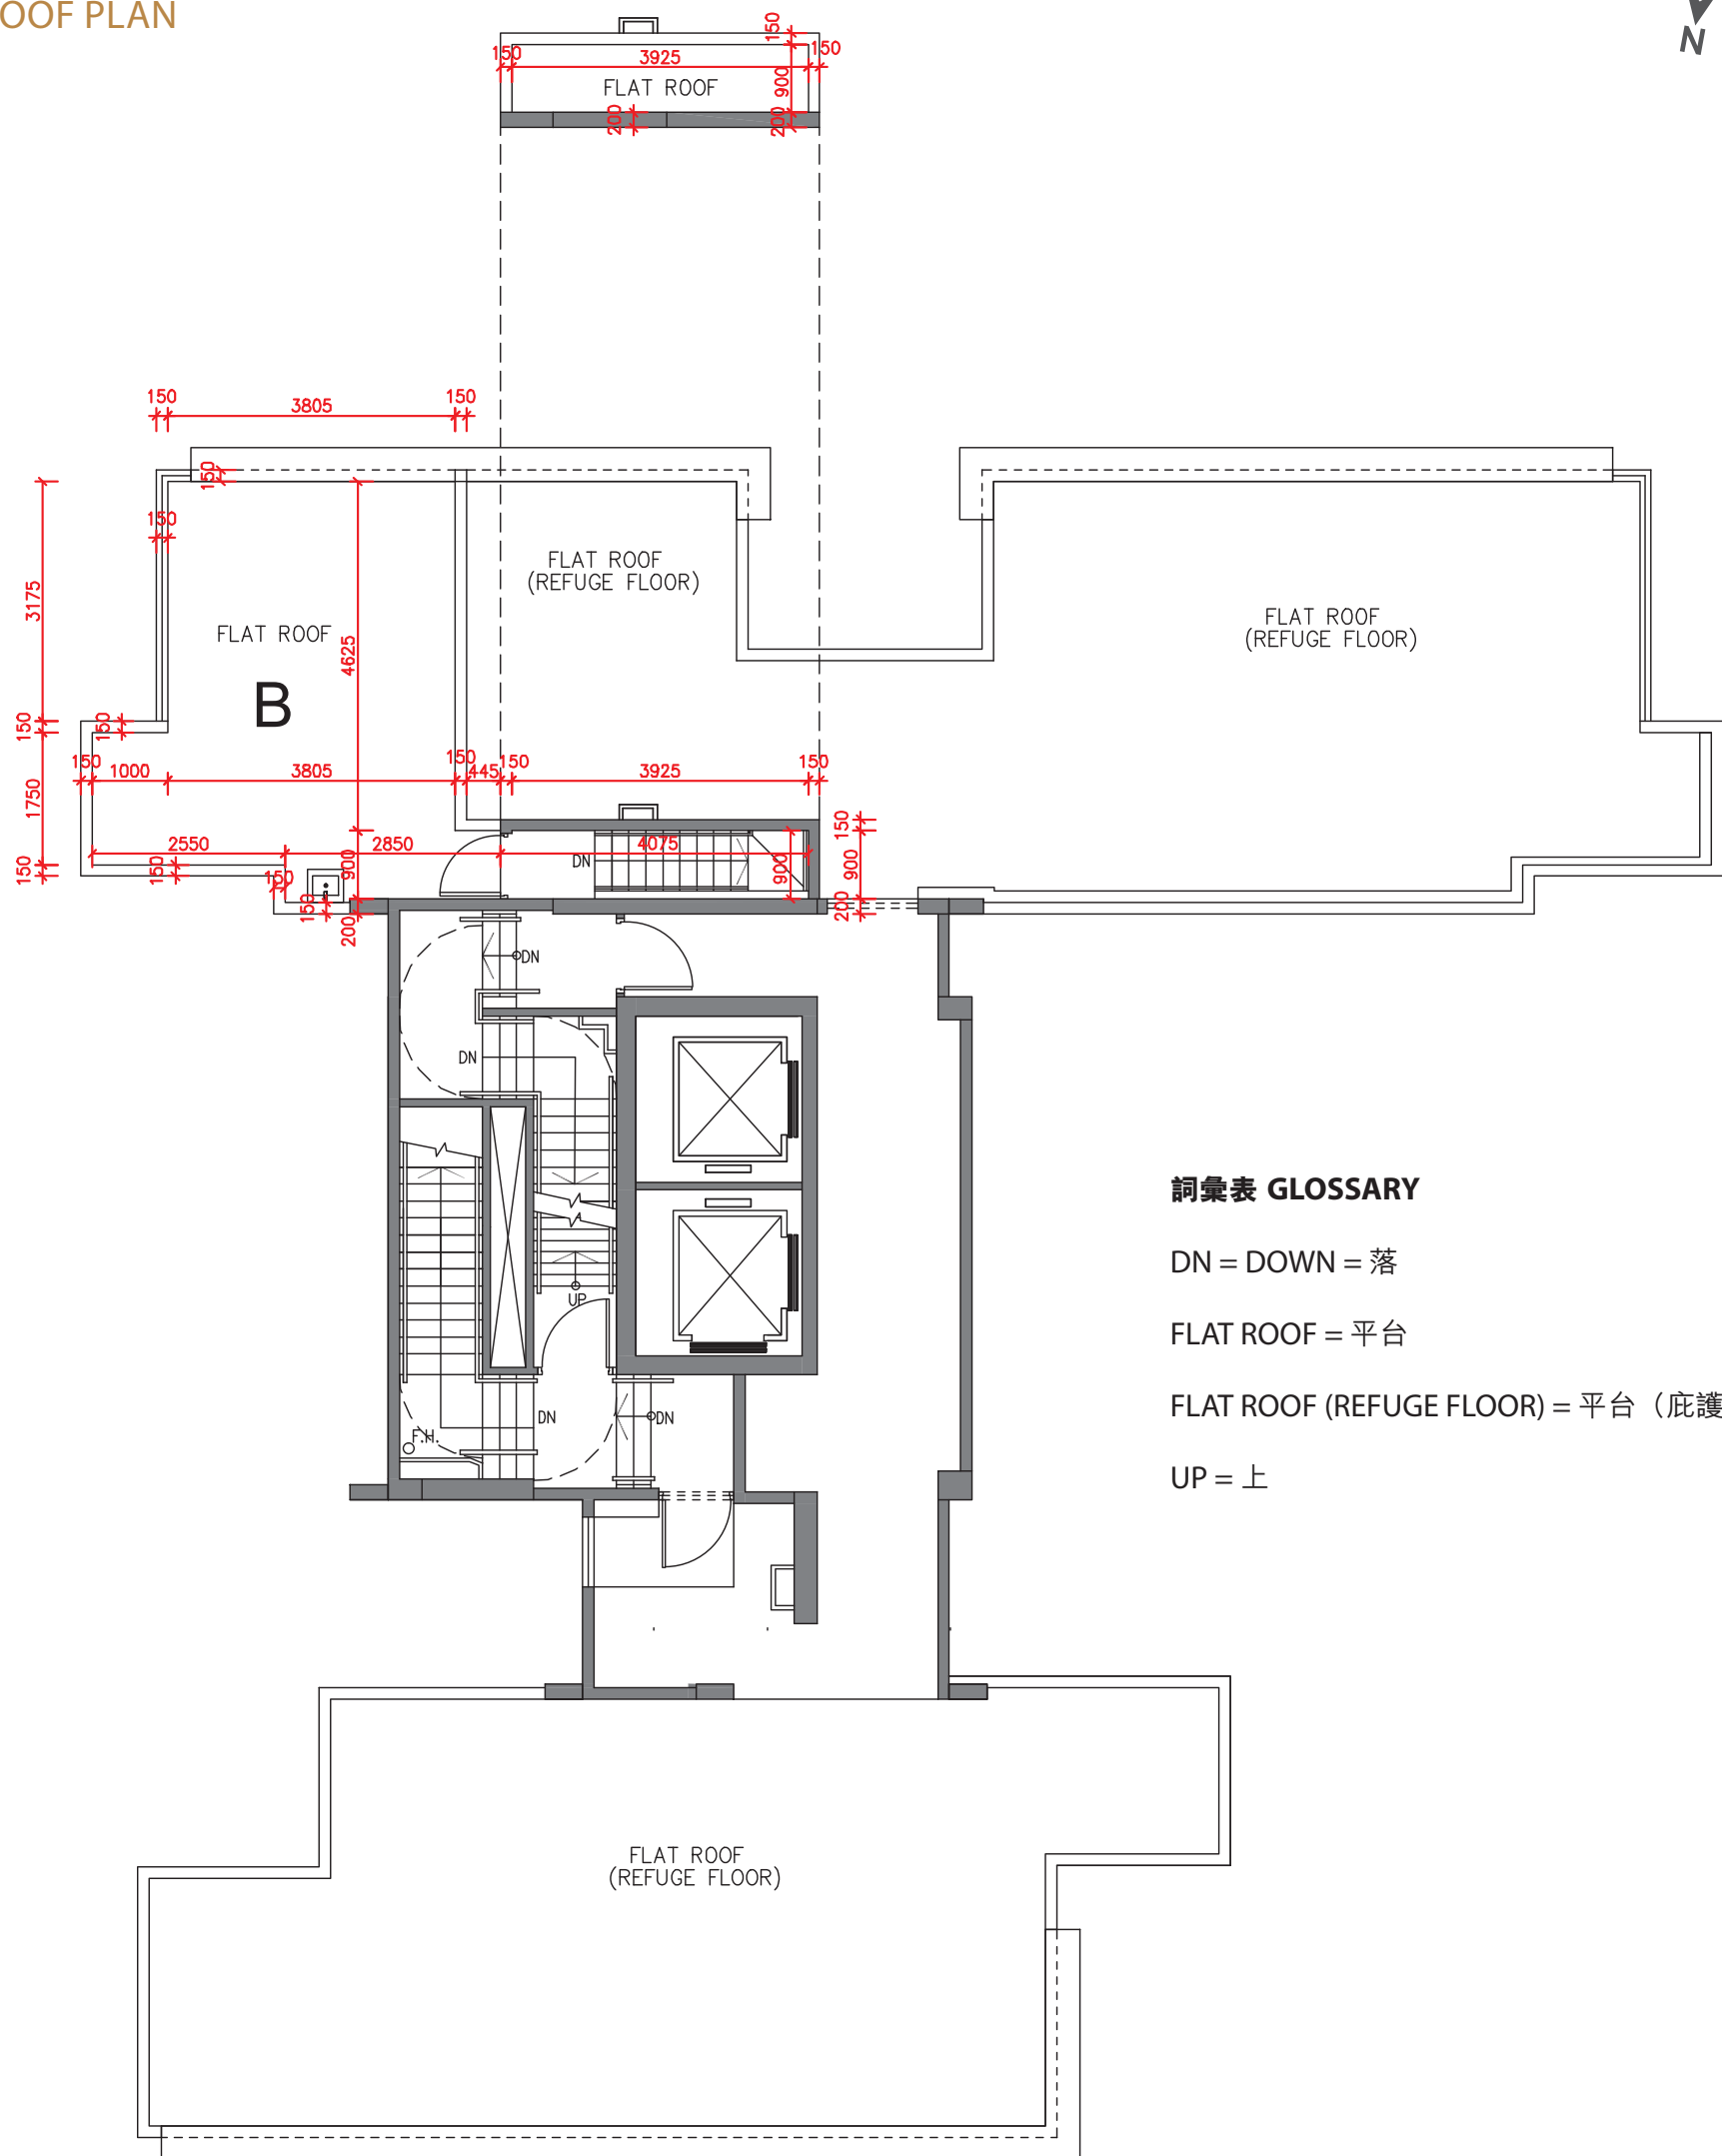 OOF PLAN
N
150
150
3925
150
FLAT ROOF
900
200
200
150
3805
150
150
150
3175
FLAT ROOF
(REFUGE FLOOR)
FLAT ROOF
(REFUGE FLOOR)
FLAT ROOF
4625
B
150
150
150
1000
3805
150
445
150
3925
150
1750
2550
2850
4075
150
150
150
150
900
DN
900
900
150
200
200
DN
DN
UP
DN
DN
F.H.
詞彙表 GLOSSARY
DN = DOWN = 落
FLAT ROOF = 平台
FLAT ROOF (REFUGE FLOOR) = 平台（庇護
UP = 上
FLAT ROOF
(REFUGE FLOOR)